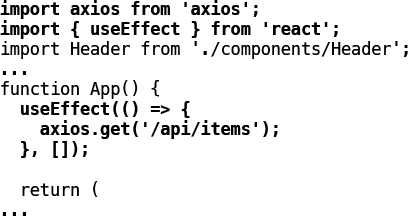 import axios from 'axios';
import { useEffect } from 'react';
import Header from './components/Header';
...
function App() {
  useEffect(() => {
    axios.get('/api/items');
  }, []);

  return (
...